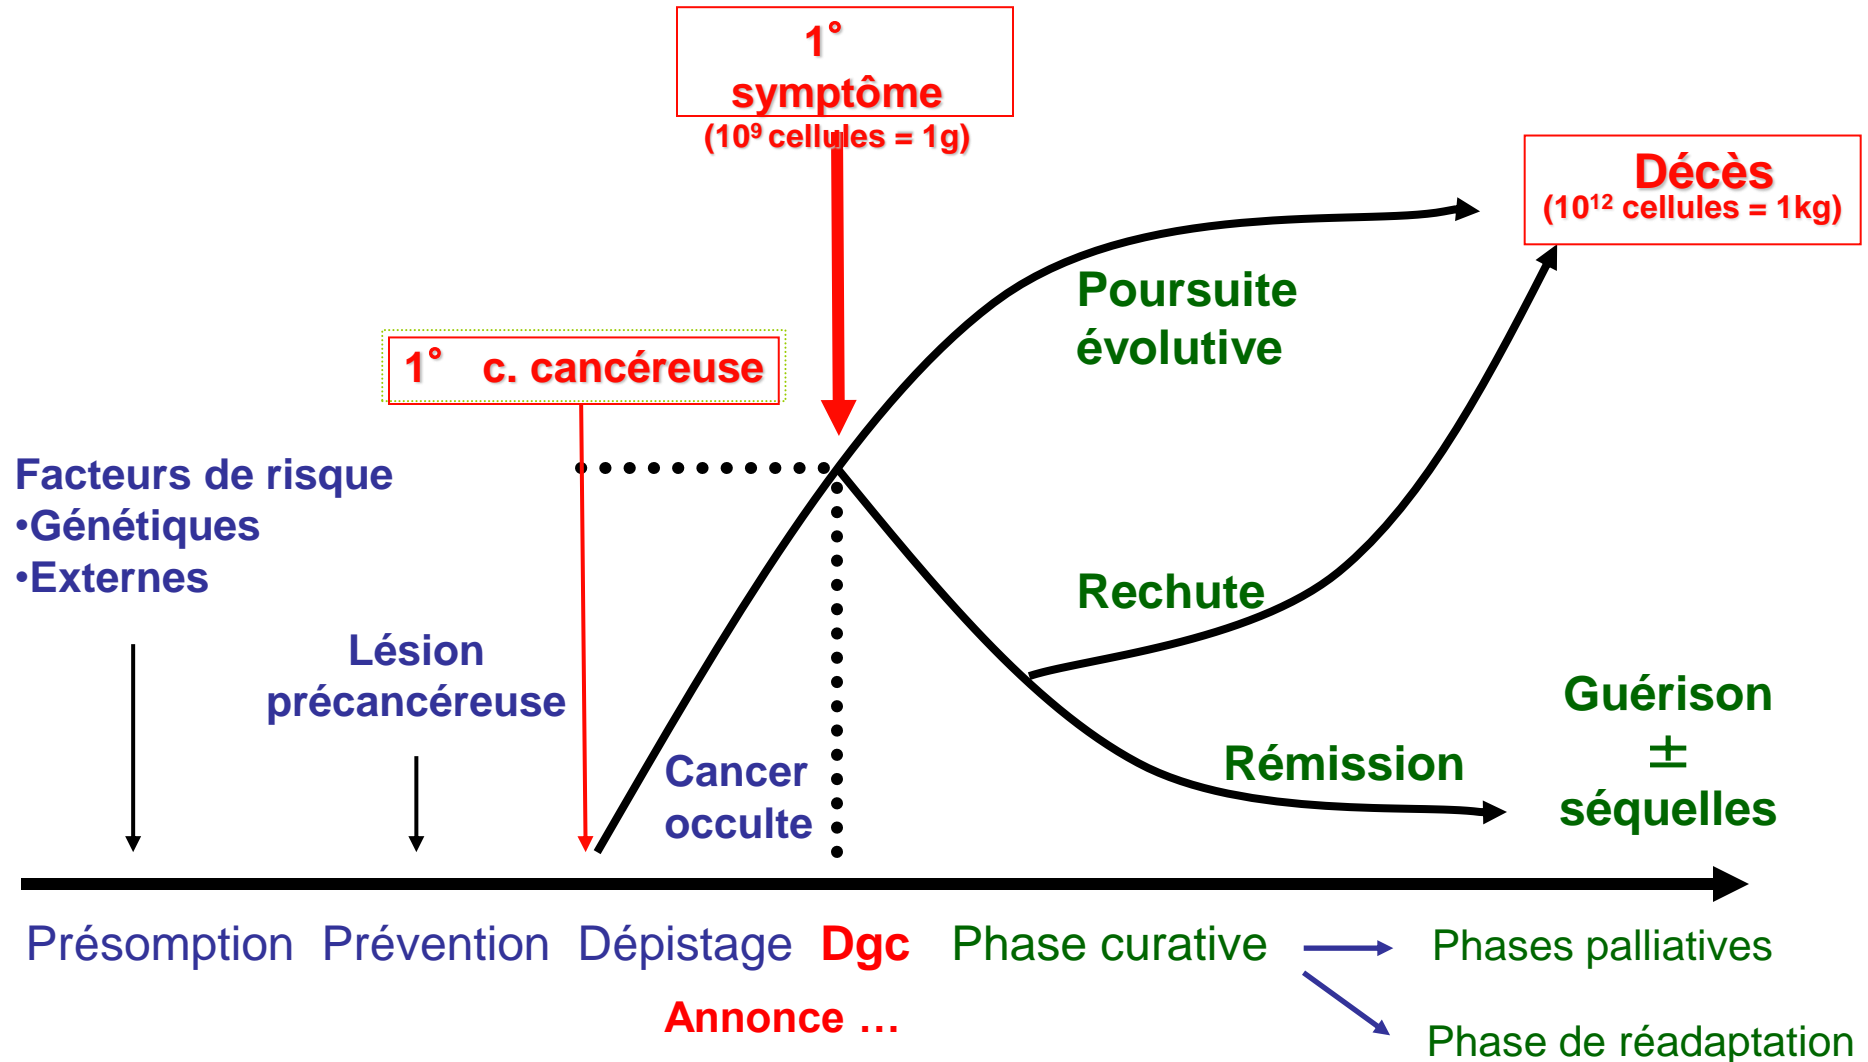 1°
symptôme
(10⁹ cellules = 1g)
Décès
(10¹² cellules = 1kg)
Poursuite
évolutive
1° c. cancéreuse
Facteurs de risque
•Génétiques
•Externes
Lésion
précancéreuse
Rechute
Cancer
occulte
Rémission
Guérison
±
séquelles
Présomption Prévention Dépistage Dgc Phase curative Phases palliatives
Annonce …
Phase de réadaptation